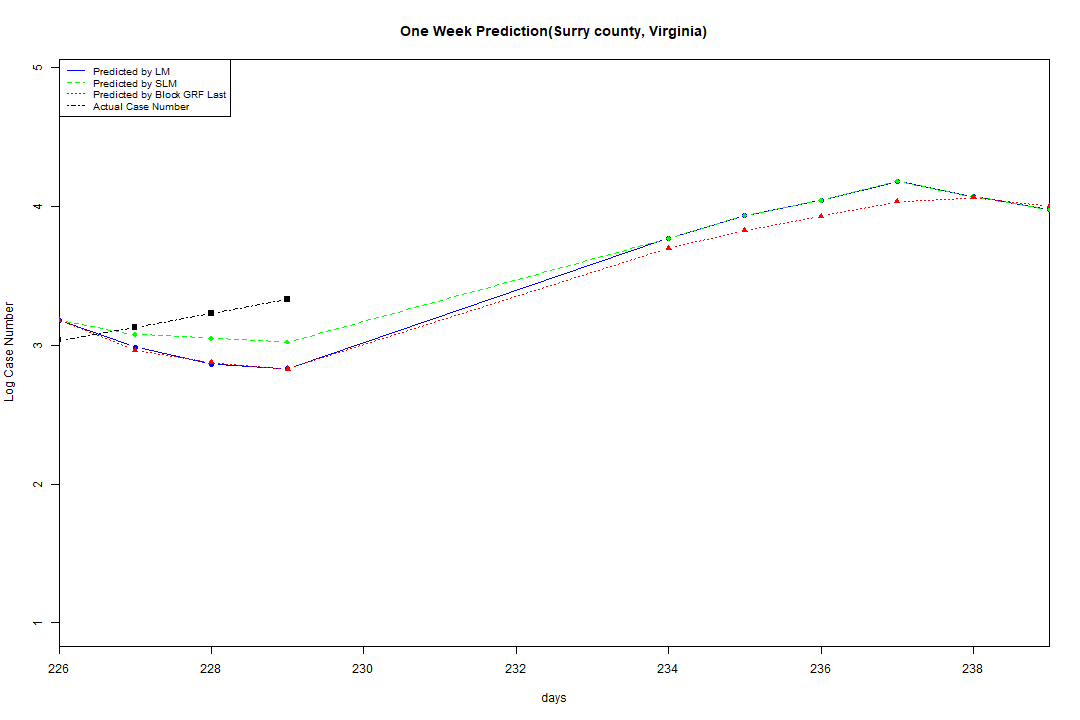 One Week Prediction(Surry county, Virginia)
Predicted by LM
Predicted by SLM
Predicted by Block GRF Last
Actual Case Number
5
4
3
2
1
Log Case Number
226 228 230 232 234 236 238
days